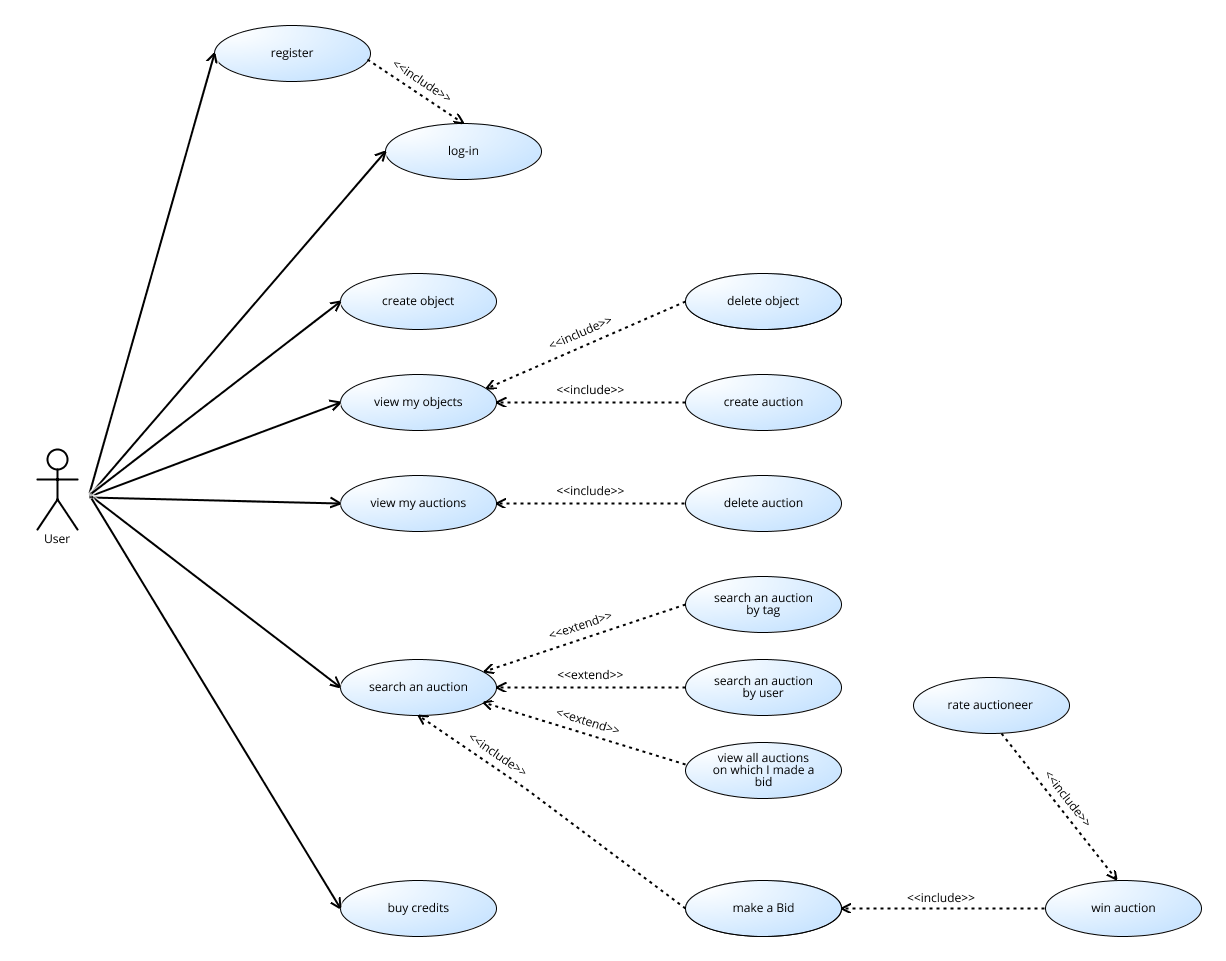 register
<<include>>
log-in
create object
delete object
<<include>>
view my objects
<<include>>
create auction
User
view my auctions
<<include>>
delete auction
search an auction
by tag
<<extend>>
search an auction
<<extend>>
search an auction
by user
<<extend>>
view all auctions
on which I made a
bid
<<include>>
rate auctioneer
<<include>>
buy credits
make a Bid
<<include>>
win auction